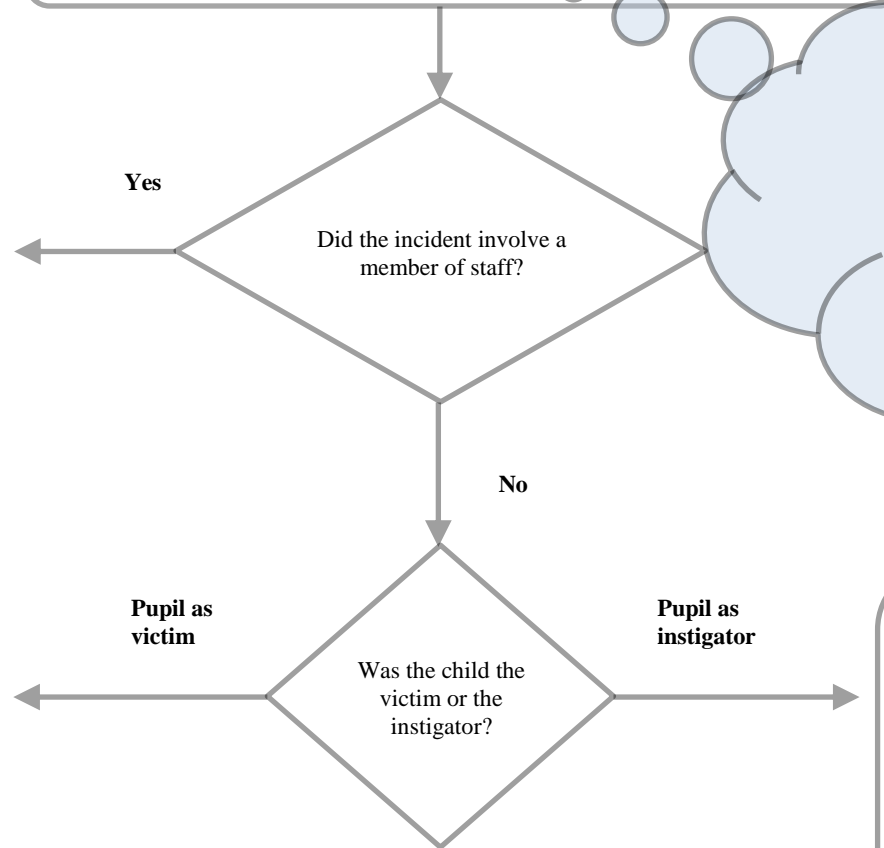 Yes
Did the incident involve a
member of staff?
No
Pupil as
victim
Pupil as
instigator
Was the child the
victim or the
instigator?